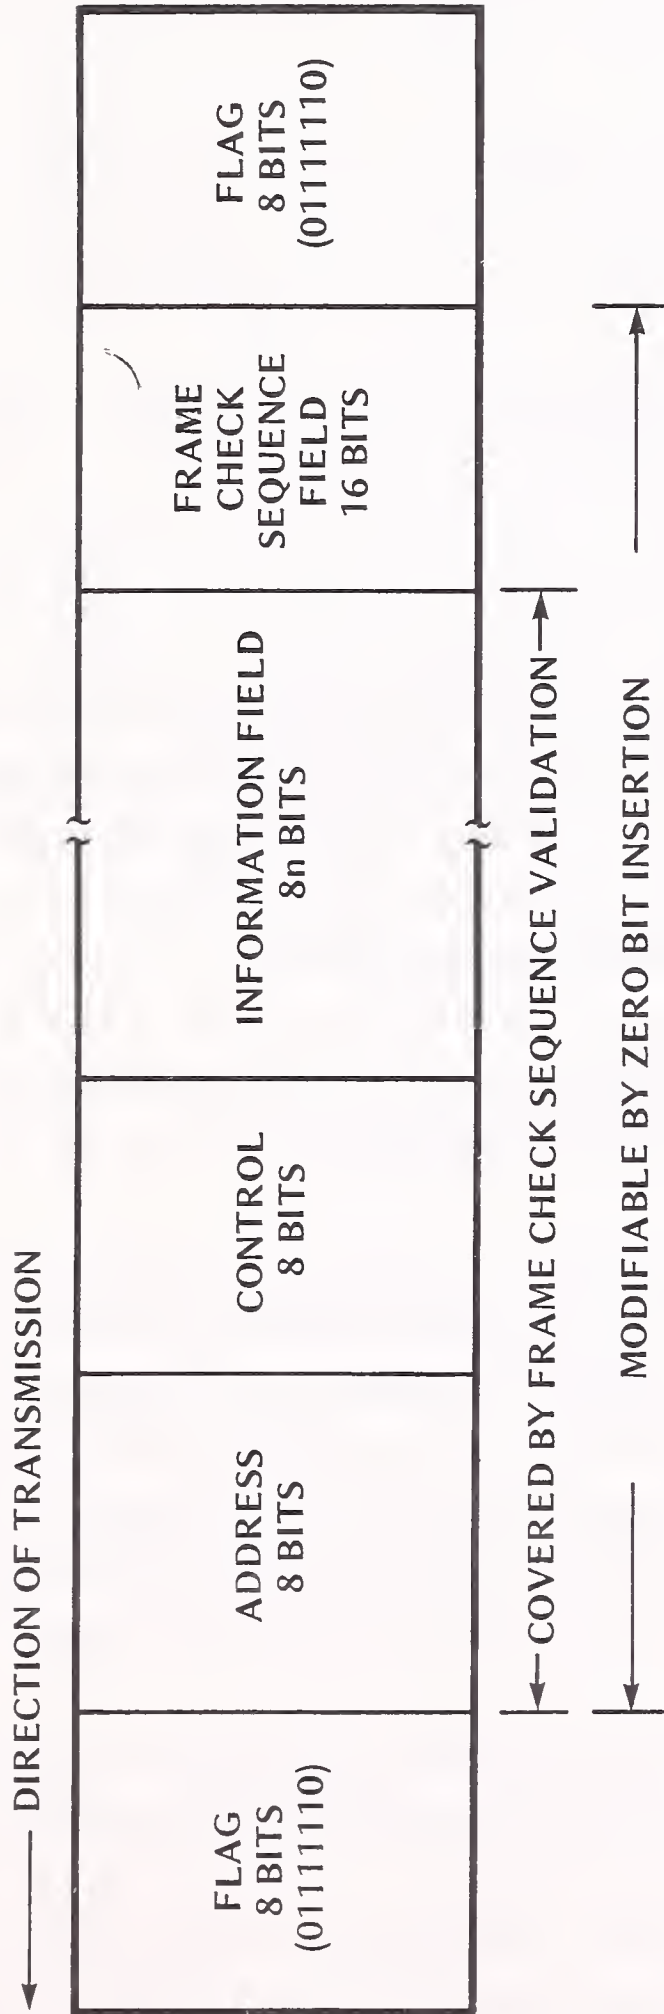 DIRECTION OF TRANSMISSION
FLAG
8 BITS
(01111110)
ADDRESS
8 BITS
CONTROL
8 BITS
INFORMATION FIELD
8n BITS
FRAME
CHECK
SEQUENCE
FIELD
16 BITS
FLAG
8 BITS
(01111110)
COVERED BY FRAME CHECK SEQUENCE VALIDATION
MODIFIABLE BY ZERO BIT INSERTION